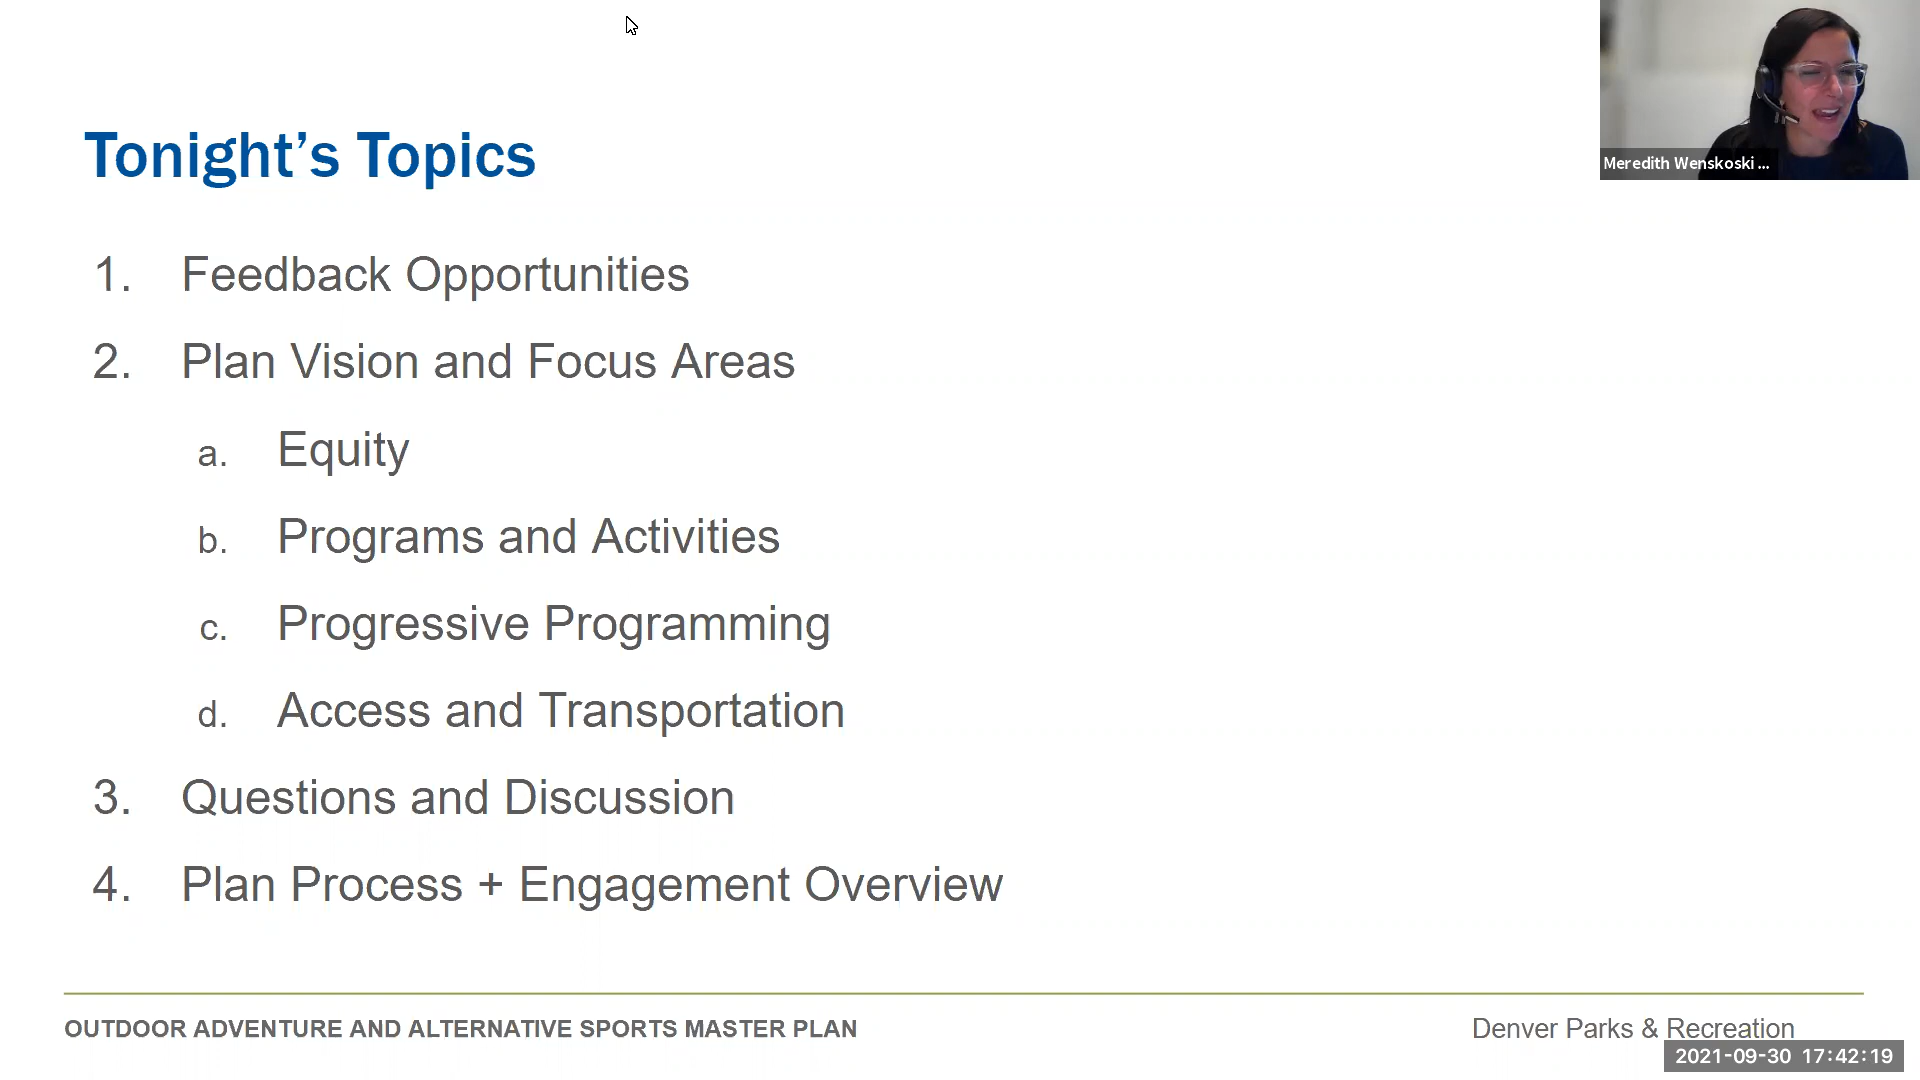 Tonight’s Topics
Meredith Wenskoski ...
1. Feedback Opportunities
2. Plan Vision and Focus Areas
a. Equity
b. Programs and Activities
c. Progressive Programming
d. Access and Transportation
3. Questions and Discussion
4. Plan Process + Engagement Overview
OUTDOOR ADVENTURE AND ALTERNATIVE SPORTS MASTER PLAN
Denver Parks & Recreation
2021-09-30 17:42:19